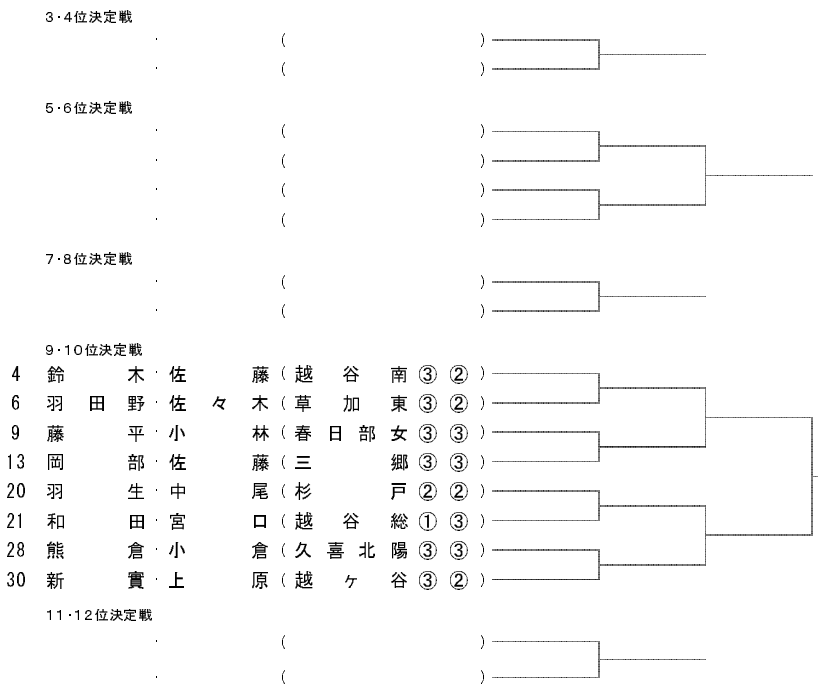 3・4位決定戦
・ ( )
・ ( )
5・6位決定戦
・ ( )
・ ( )
・ ( )
・ ( )
7・8位決定戦
・ ( )
・ ( )
9・10位決定戦
4 鈴木・佐藤 (越谷南 ③ ②)
6 羽田野・佐々木 (草加東 ③ ②)
9 藤平・小林 (春日部女 ③ ③)
13 岡部・佐藤 (三郷 ③ ③)
20 羽生・中尾 (杉戸 ② ②)
21 和田・宮口 (越谷総 ① ③)
28 熊倉・小倉 (久喜北陽 ③ ③)
30 新實・上原 (越ヶ谷 ③ ②)
11・12位決定戦
・ ( )
・ ( )